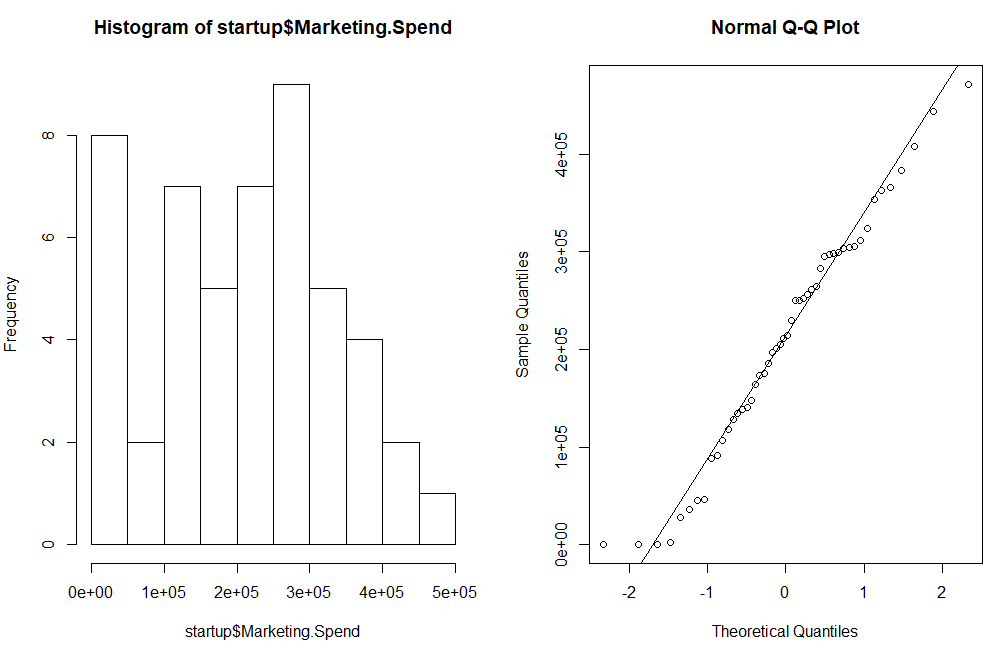 Histogram of startup$Marketing.Spend
Frequency
8
6
4
2
0
0e+00 1e+05 2e+05 3e+05 4e+05 5e+05
startup$Marketing.Spend
Normal Q-Q Plot
Sample Quantiles
4e+05
3e+05
2e+05
1e+05
0e+00
-2 -1 0 1 2
Theoretical Quantiles